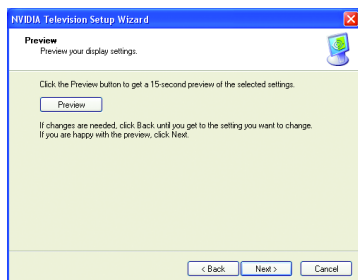 NVIDIA Television Setup Wizard
Preview
Preview your display settings.
Click the Preview button to get a 15-second preview of the selected settings.
Preview
If changes are needed, click Back until you get to the setting you want to change.
If you are happy with the preview, click Next.
< Back Next > Cancel